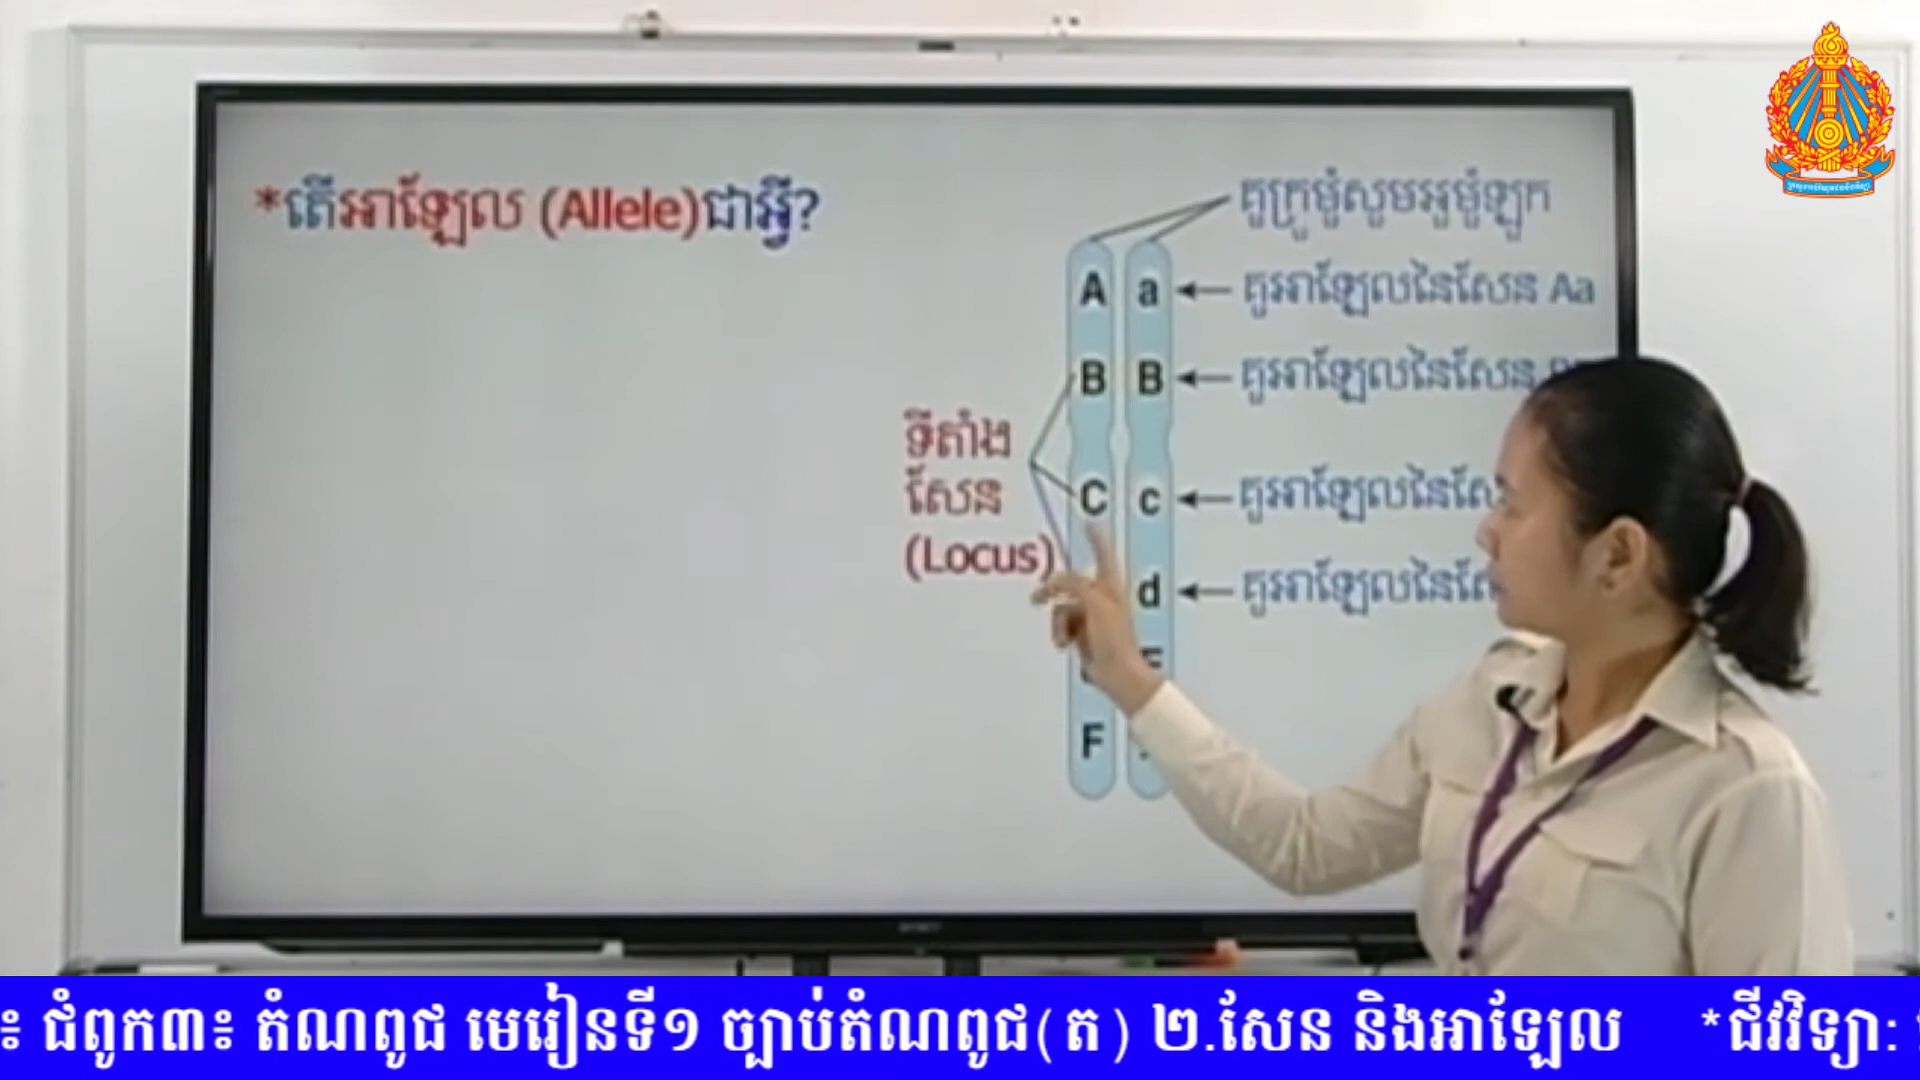 *តើអាឡែល (Allele)ជាអ្វី?
គូក្រូមូំសូមអូមូំឡូក
A a គូអាឡែលនៃសែន Aa
B B គូអាឡែលនៃសែន
ទីតាំង
សែន
(Locus)
C c គូអាឡែលនៃ
d គូអាឡែលនៃ
F
ជំពូក៣៖ តំណពូជ មេរៀនទី១ ច្បាប់តំណពូជ(ត) ២.សែន និងអាឡែល *ជីវវិទ្យា: